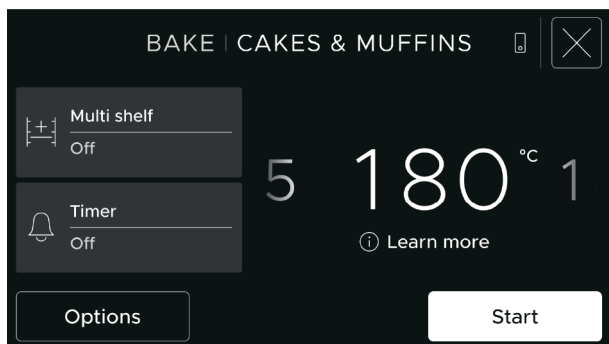 BAKE | CAKES & MUFFINS
Multi shelf
Off
5 180 °C 1
Timer
Off
Learn more
Options
Start